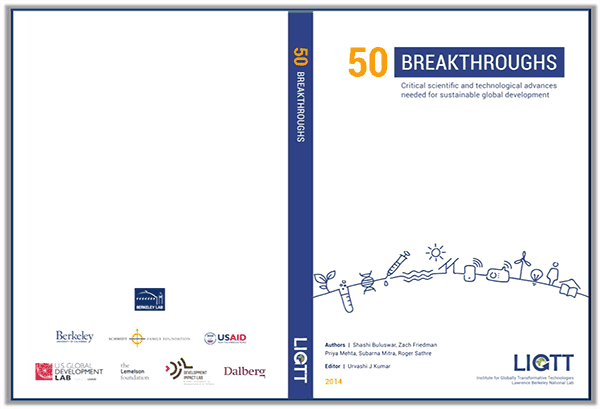 BERKELEY LAB
Berkeley
SCHMIDT FAMILY FOUNDATION
USAID
U.S. GLOBAL
DEVELOPMENT
LAB
the
Lemelson
foundation
DEVELOPMENT
IMPACT LAB
Dalberg
50 BREAKTHROUGHS
LIGTT
50 BREAKTHROUGHS
Critical scientific and technological advances
needed for sustainable global development
Authors | Shashi Buluswar, Zach Friedman
Priya Mehta, Subarna Mitra, Roger Sathre
Editor | Urvashi J Kumar
2014
LIGTT
Institute for Globally Transformative Technologies
Lawrence Berkeley National Lab